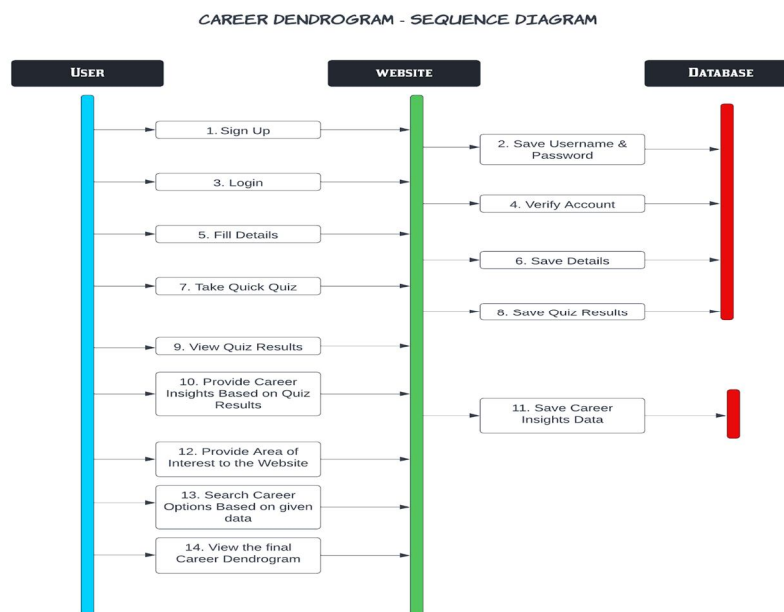 CAREER DENDROGRAM - SEQUENCE DIAGRAM
USER
WEBSITE
DATABASE
1. Sign Up
2. Save Username &
Password
3. Login
4. Verify Account
5. Fill Details
6. Save Details
7. Take Quick Quiz
8. Save Quiz Results
9. View Quiz Results
10. Provide Career
Insights Based on Quiz
Results
11. Save Career
Insights Data
12. Provide Area of
Interest to the Website
13. Search Career
Options Based on given
data
14. View the final
Career Dendrogram